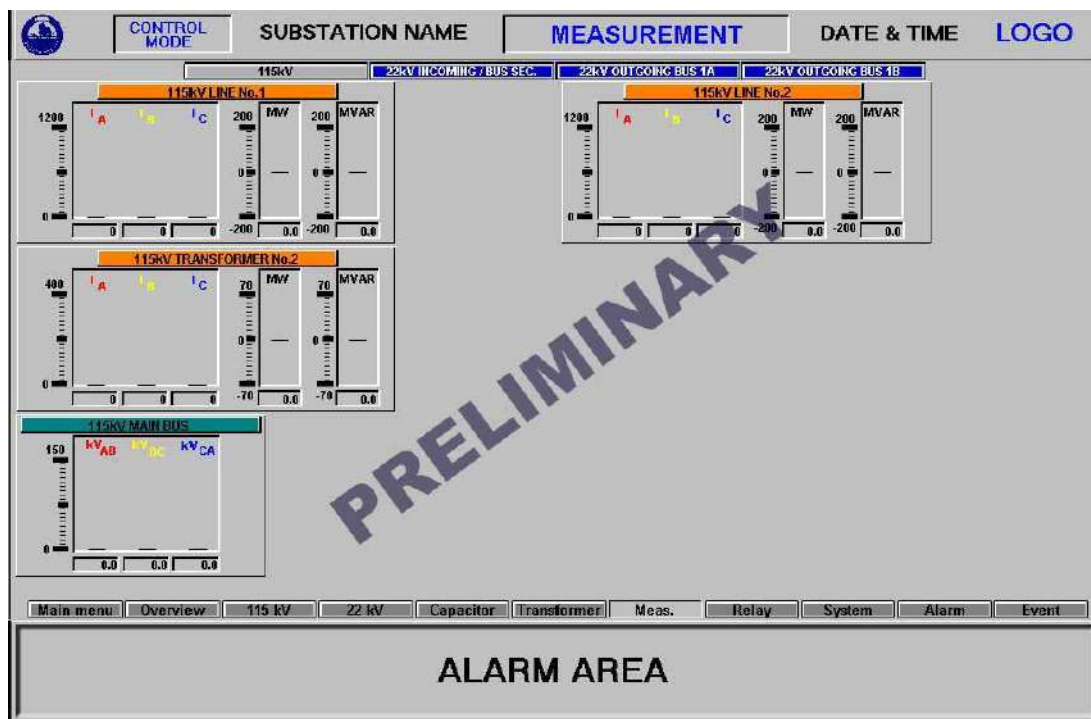 CONTROL MODE SUBSTATION NAME MEASUREMENT DATE & TIME LOGO
115kV 22kV INCOMING / BUS SEC. 22kV OUTGOING BUS 1A 22kV OUTGOING BUS 1B
115kV LINE No.1
1200 IA IB IC 200 MW 200 MVAR
0 0
0 -200 -200
0 0 0 0.0 0.0
115kV LINE No.2
1200 IA IB IC 200 MW 200 MVAR
0 0
0 -200 -200
0 0 0 0.0 0.0
115kV TRANSFORMER No.2
400 IA IB IC 70 MW 70 MVAR
0 0
0 -70 -70
0 0 0 0.0 0.0
115kV MAIN BUS
150 kVAB kVBC kVCA
0
0.0 0.0 0.0
PRELIMINARY
Main menu Overview 115 kV 22 kV Capacitor Transformer Meas. Relay System Alarm Event
ALARM AREA